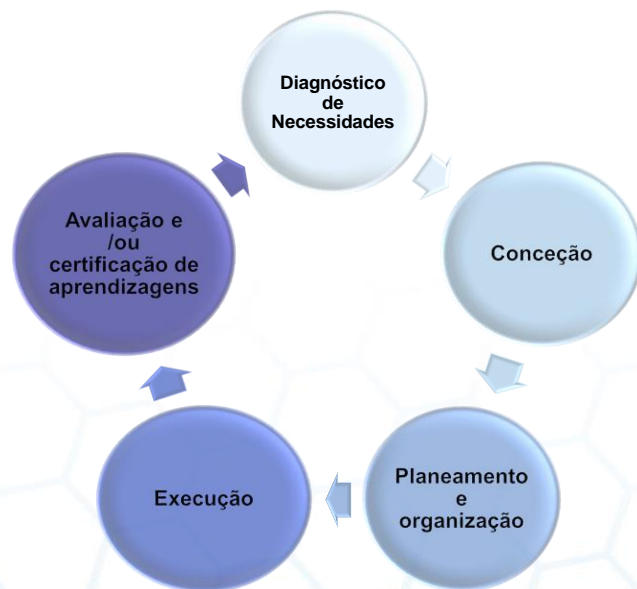 Diagnóstico
de
Necessidades
Conceção
Planeamento
e
organização
Execução
Avaliação e
/ou
certificação de
aprendizagens